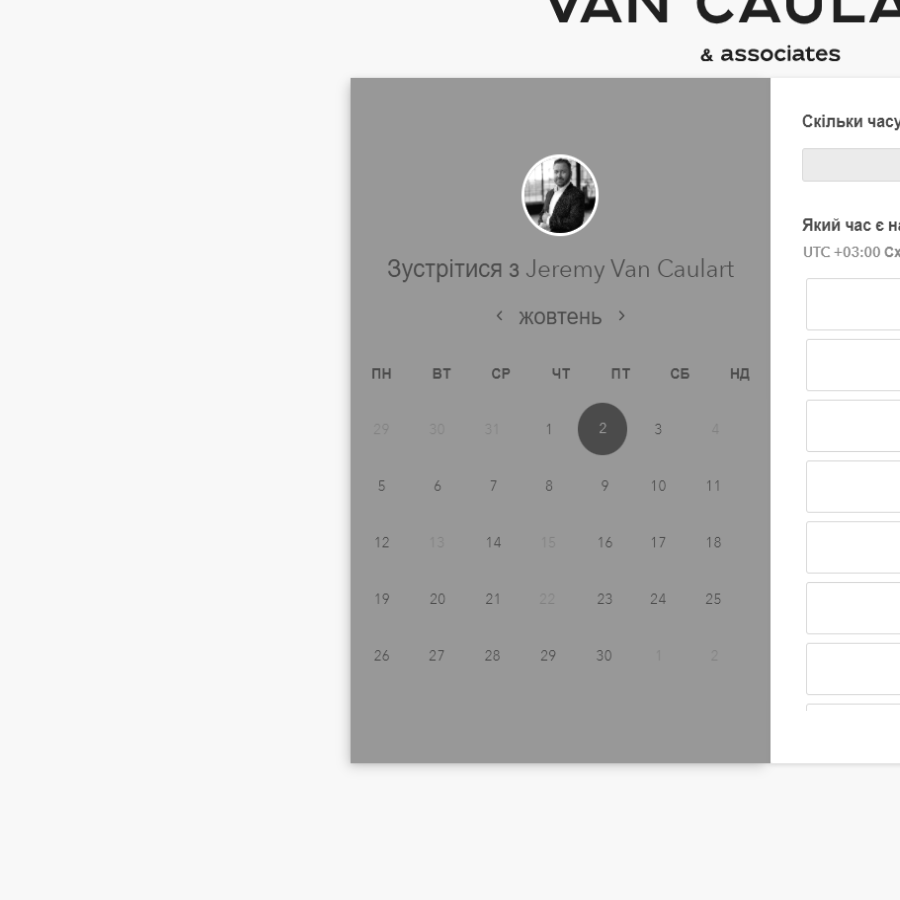 VAN CAULA
& associates
Зустрітися з Jeremy Van Caulart
жовтень
ПН ВТ СР ЧТ ПТ СБ НД
29 30 31 1 2 3 4
5 6 7 8 9 10 11
12 13 14 15 16 17 18
19 20 21 22 23 24 25
26 27 28 29 30 1 2
Скільки часу
Який час є
UTC +03:00